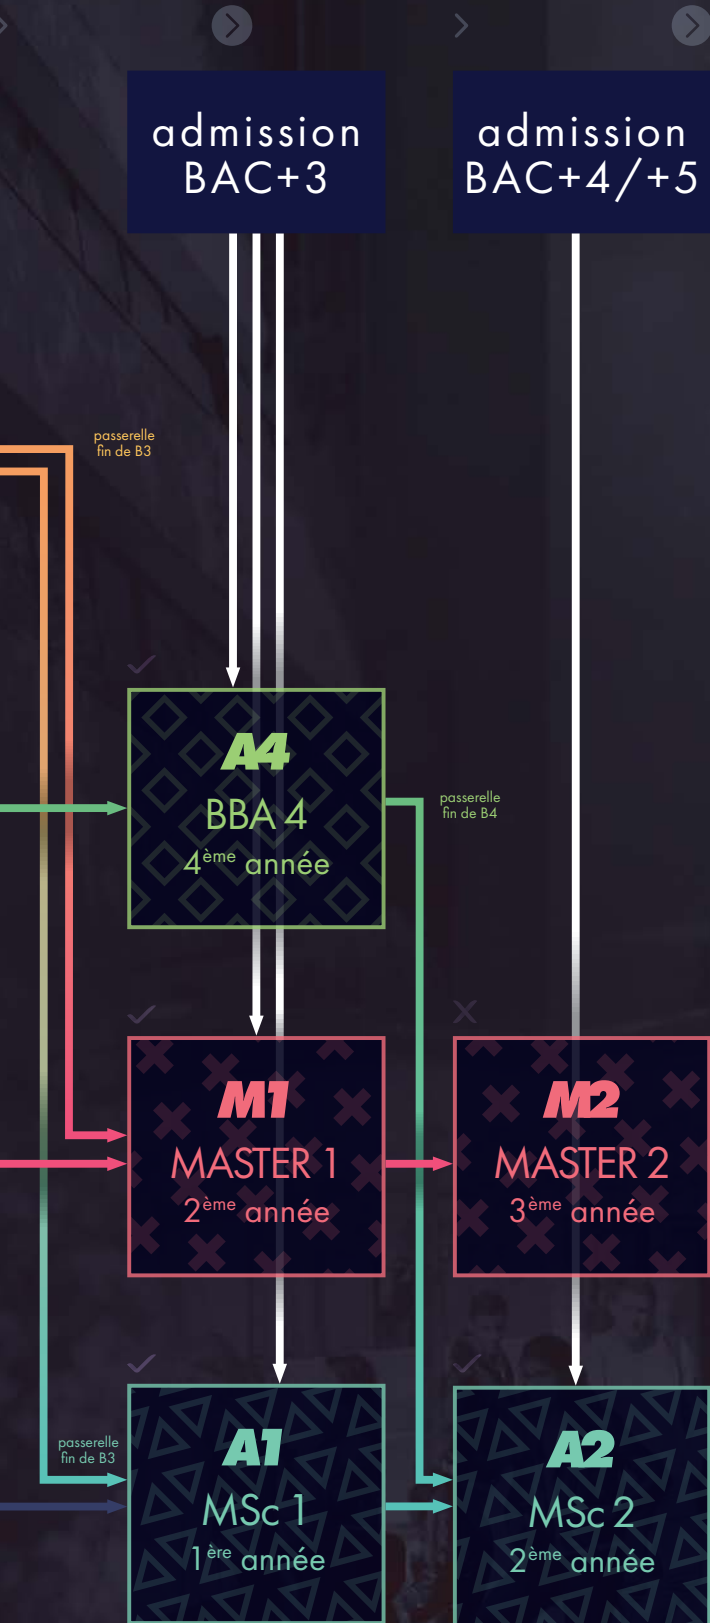 admission
BAC+3
admission
BAC+4/+5
passerelle
fin de B3
A4
BBA 4
4ème année
passerelle
fin de B4
M1
MASTER 1
2ème année
M2
MASTER 2
3ème année
passerelle
fin de B3
A1
MSc 1
1ère année
A2
MSc 2
2ème année